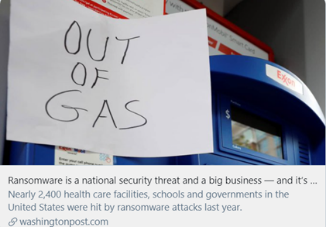 OUT
OF
GAS
Exxon
$
Ransomware is a national security threat and a big business — and it's ...
Nearly 2,400 health care facilities, schools and governments in the
United States were hit by ransomware attacks last year.
washingtonpost.com